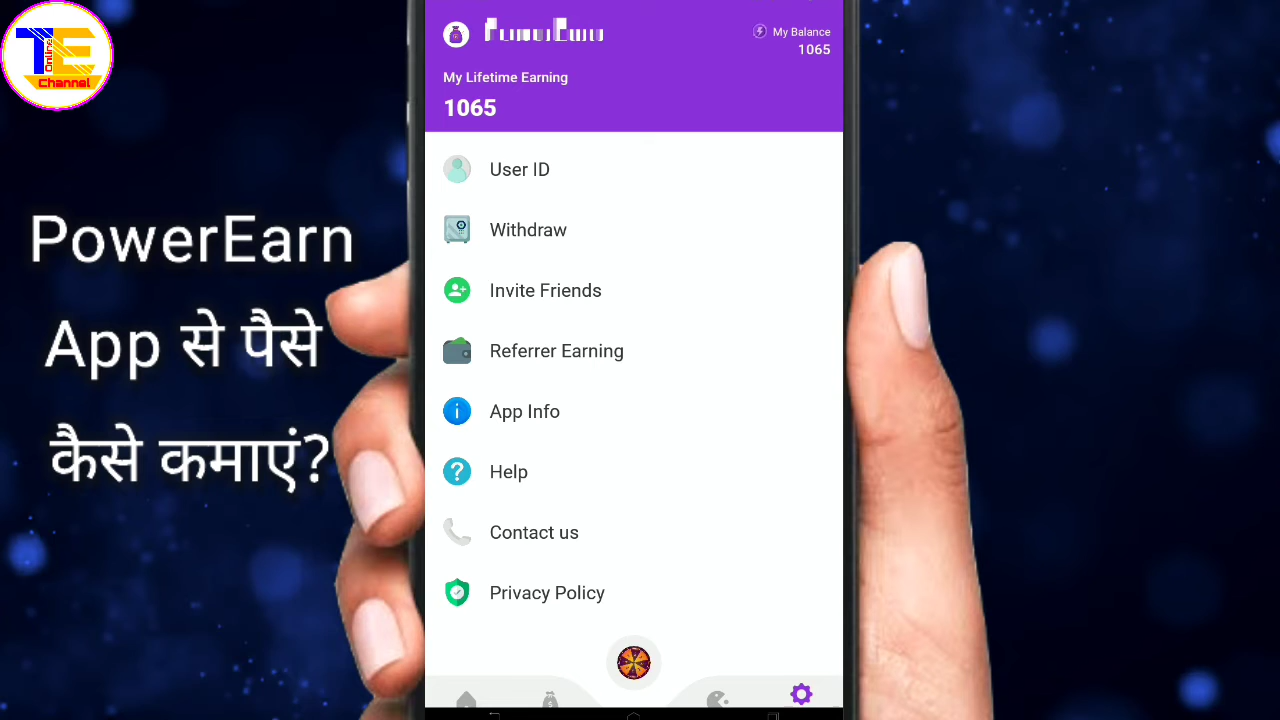 TE
Online
Channel
PowerEarn
App से पैसे
कैसे कमाएं?
My Balance
1065
My Lifetime Earning
1065
User ID
Withdraw
Invite Friends
Referrer Earning
App Info
Help
Contact us
Privacy Policy